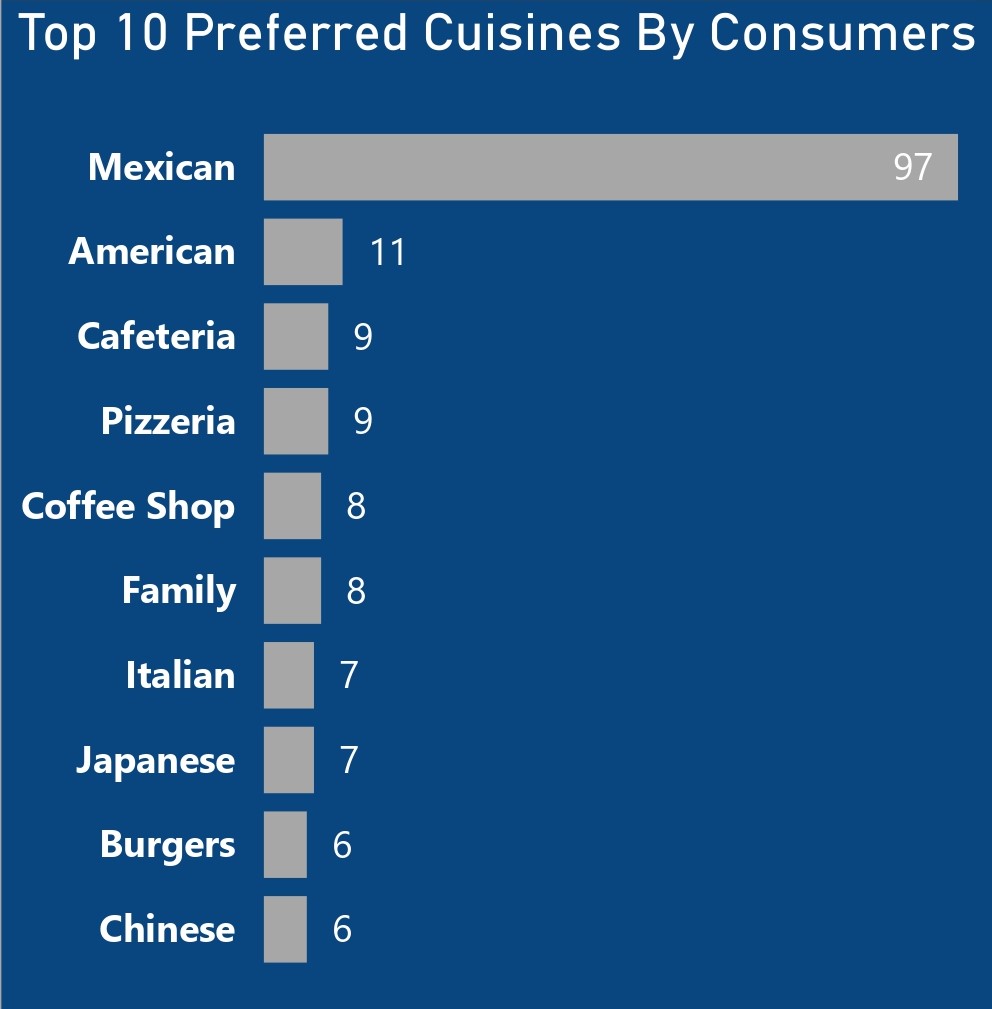 Top 10 Preferred Cuisines By Consumers
Mexican 97
American 11
Cafeteria 9
Pizzeria 9
Coffee Shop 8
Family 8
Italian 7
Japanese 7
Burgers 6
Chinese 6